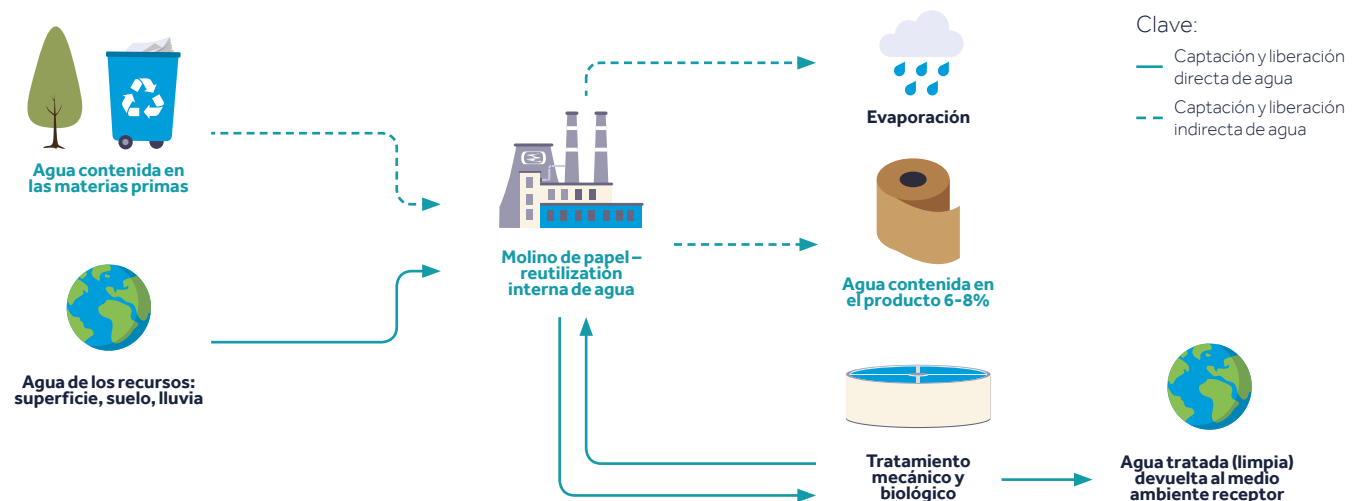 Agua contenida en
las materias primas
Agua de los recursos:
superficie, suelo, lluvia
Molino de papel –
reutilización
interna de agua
Evaporación
Agua contenida en
el producto 6-8%
Tratamiento
mecánico y
biológico
Agua tratada (limpia)
devuelta al medio
ambiente receptor
Clave:
Captación y liberación
directa de agua
Captación y liberación
indirecta de agua